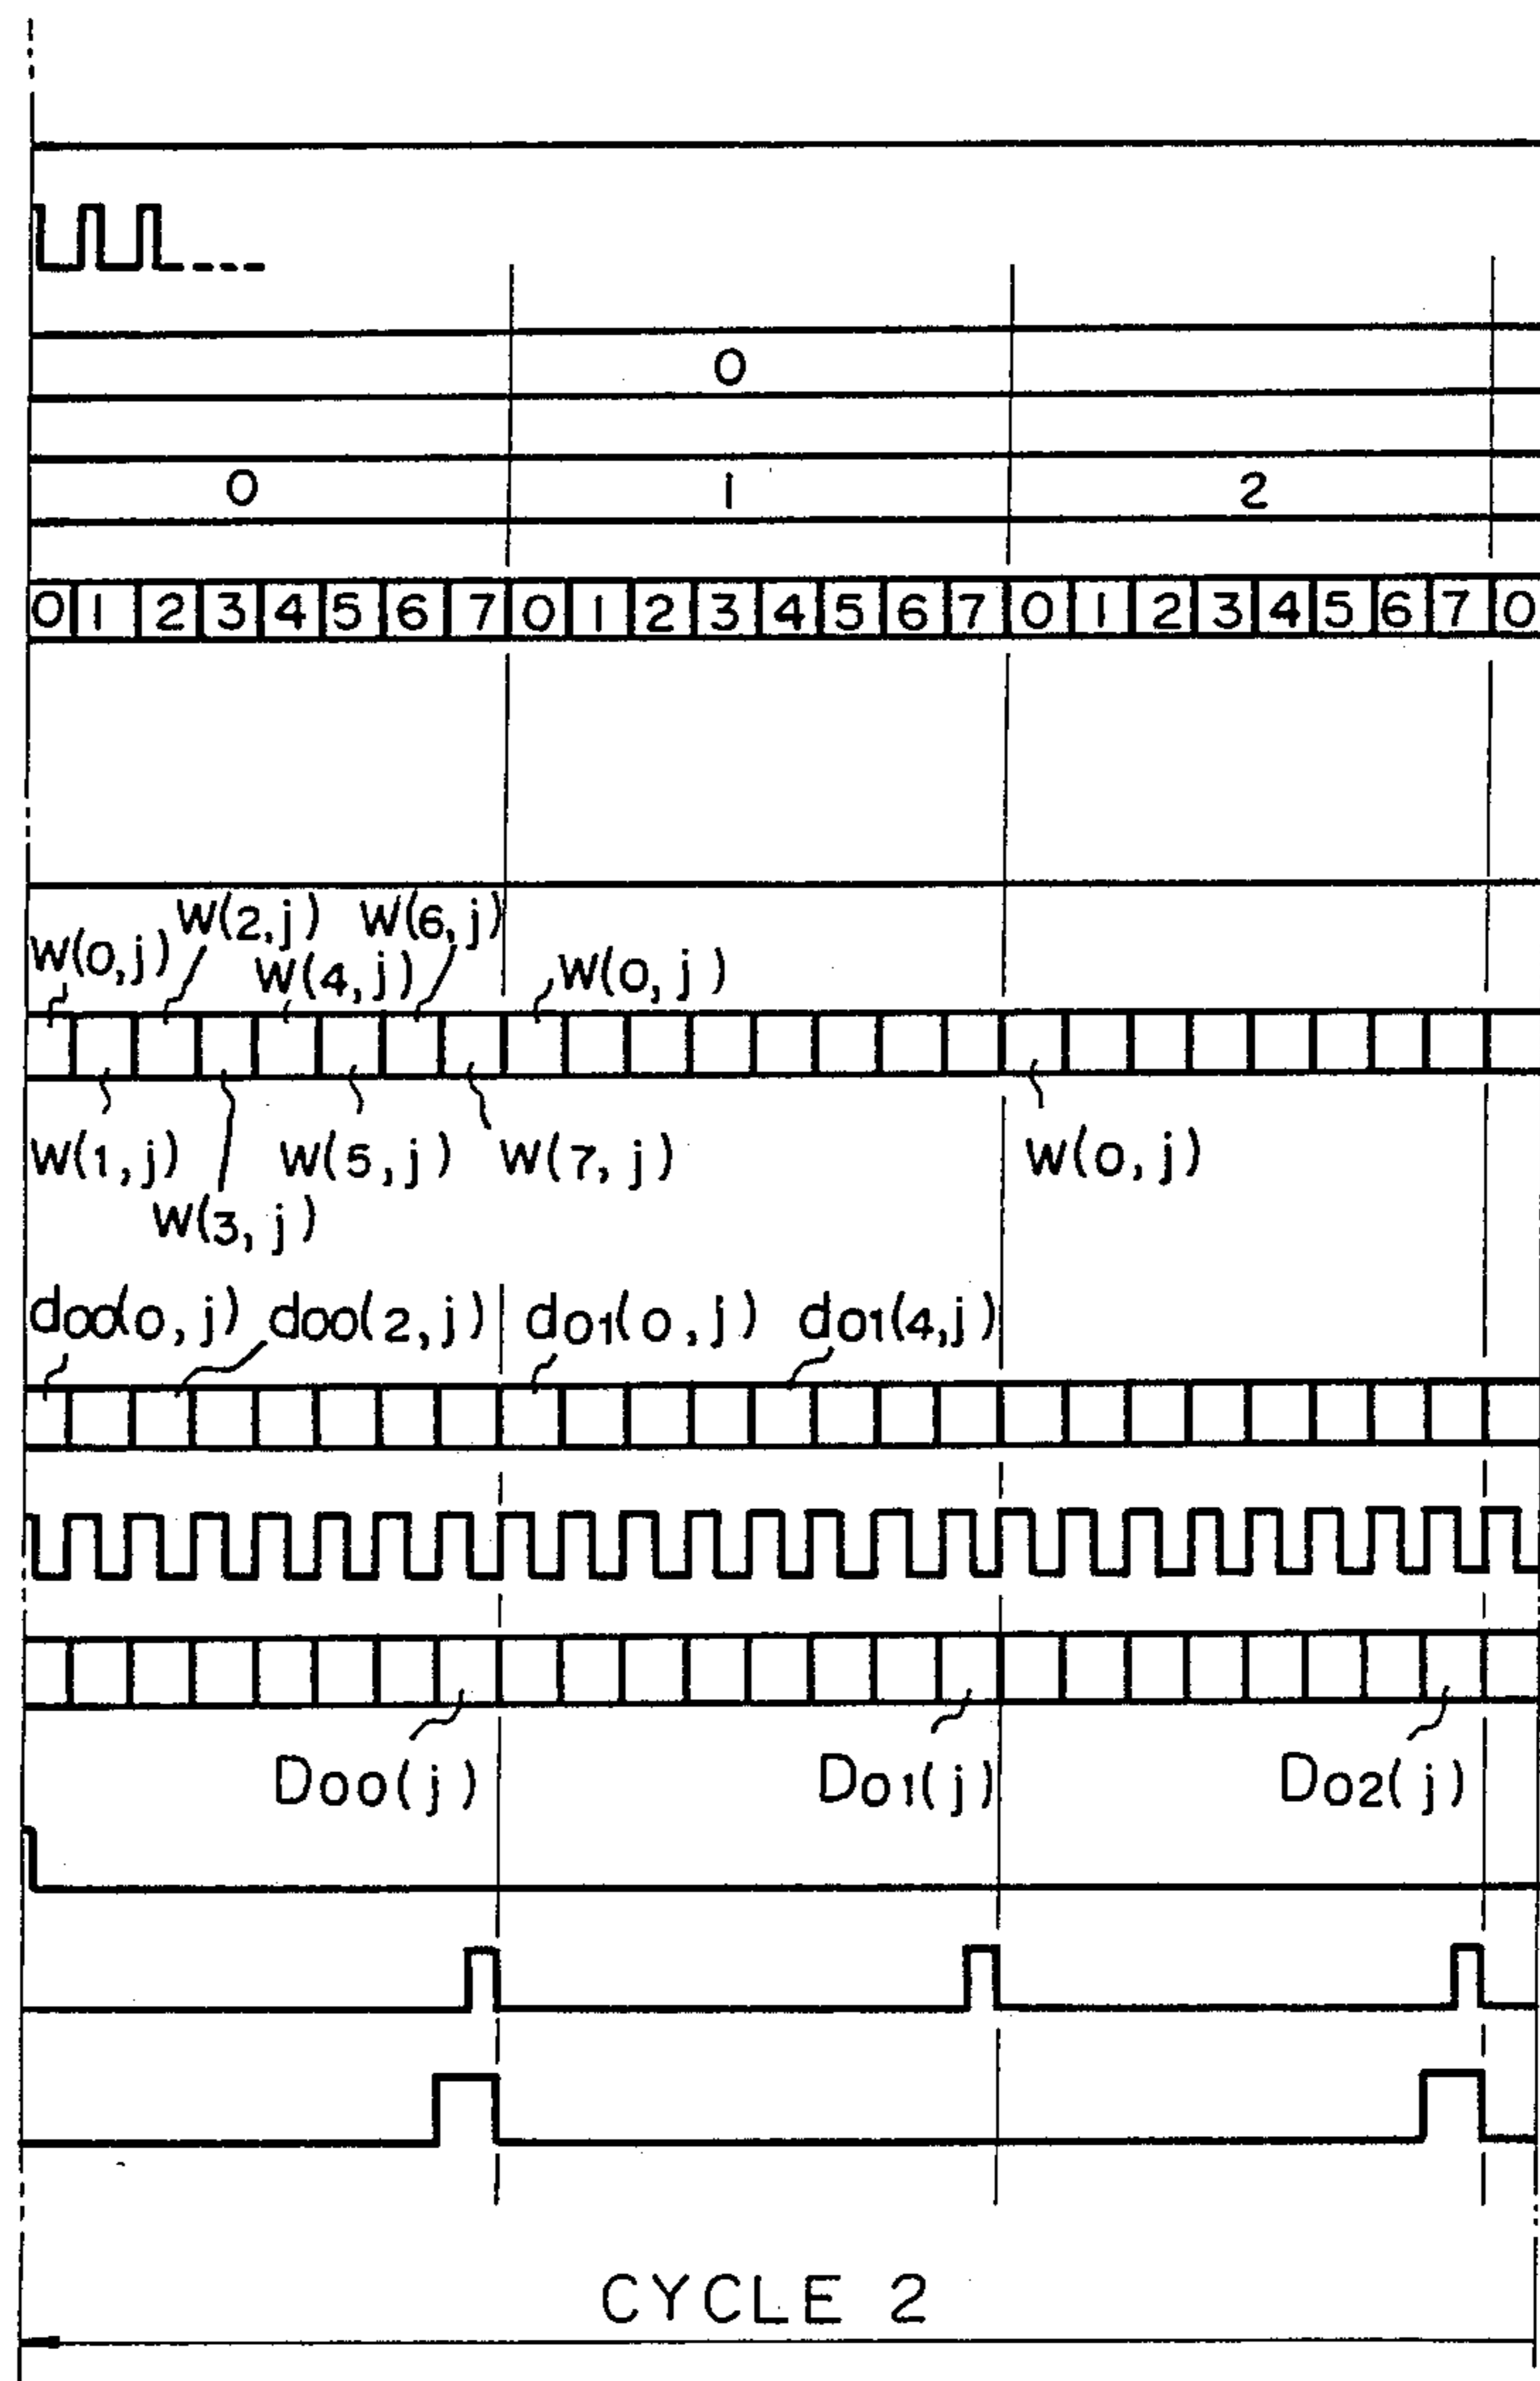 0
0 1 2
0 1 2 3 4 5 6 7 0 1 2 3 4 5 6 7 0 1 2 3 4 5 6 7 0
W(0,j) W(2,j) W(4,j) W(6,j) W(0,j)
W(1,j) W(3,j) W(5,j) W(7,j) W(0,j)
d00(0,j) d00(2,j) d01(0,j) d01(4,j)
D00(j) D01(j) D02(j)
CYCLE 2